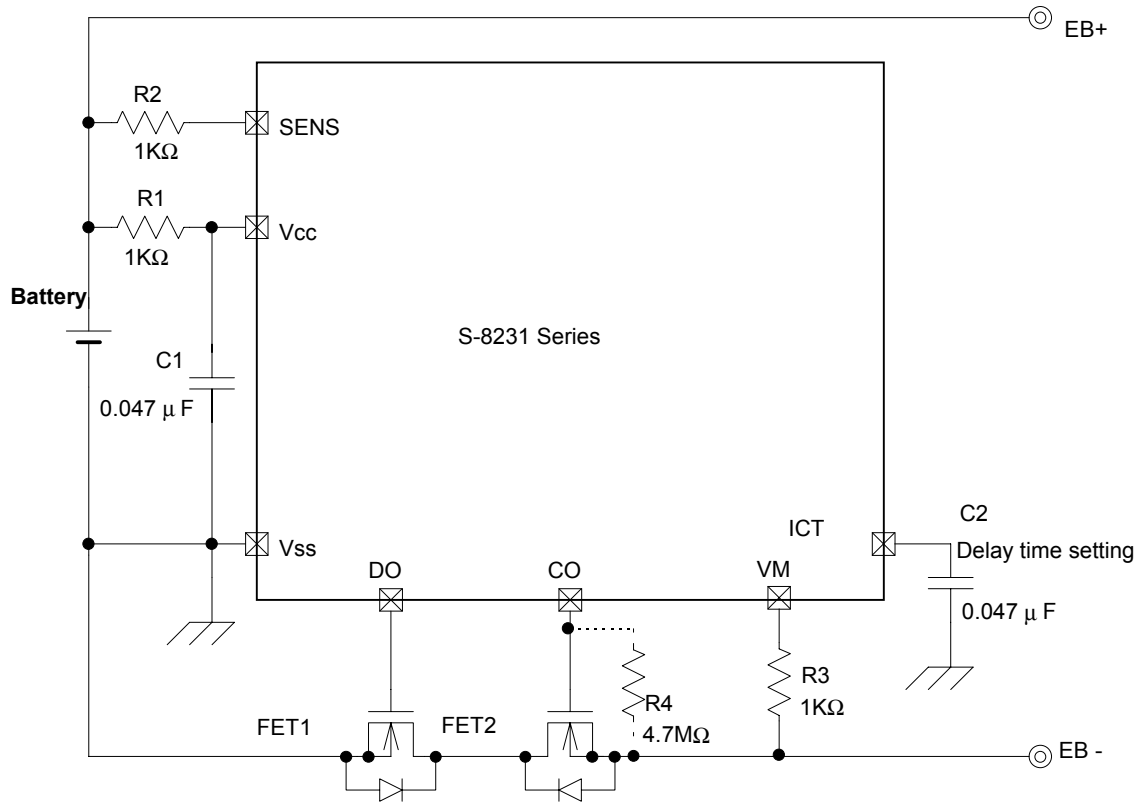 EB+
R2
SENS
1KΩ
R1
Vcc
1KΩ
Battery
S-8231 Series
C1
0.047 μ F
ICT
C2
Vss
Delay time setting
DO
CO
VM
0.047 μ F
R3
R4
1KΩ
FET1
FET2
4.7MΩ
EB -